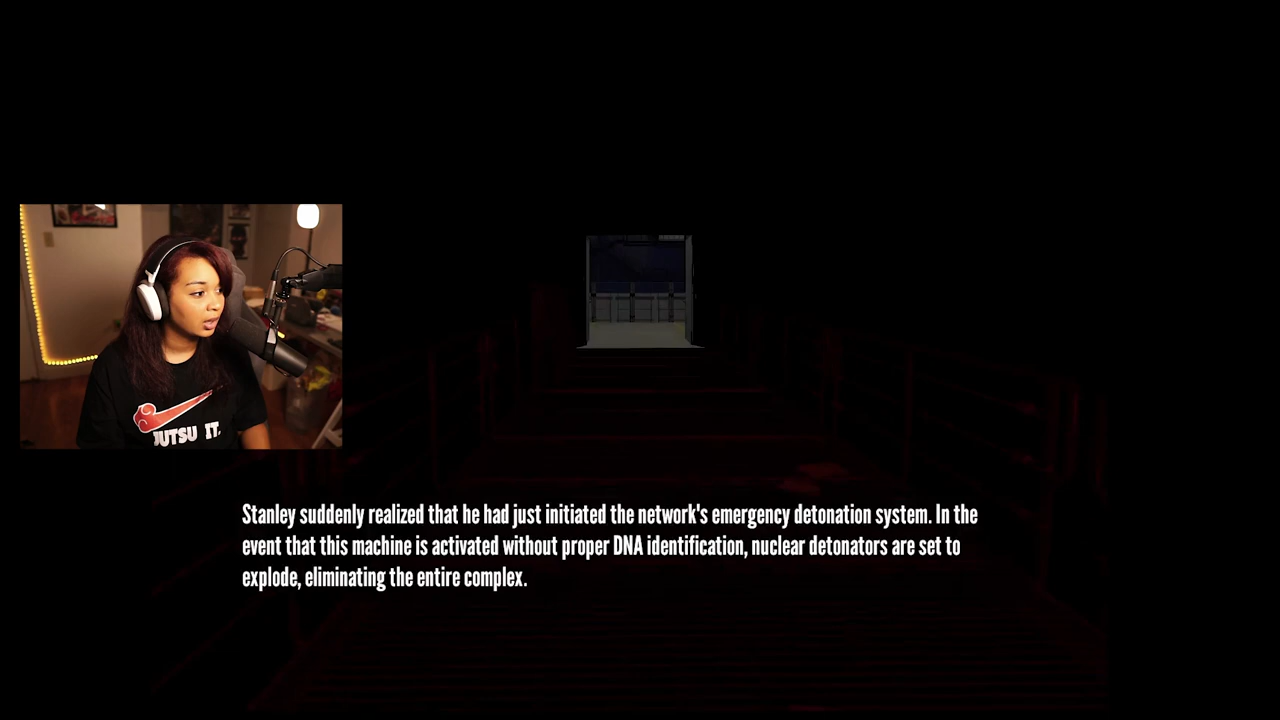 JUTSU IT.
Stanley suddenly realized that he had just initiated the network's emergency detonation system. In the
event that this machine is activated without proper DNA identification, nuclear detonators are set to
explode, eliminating the entire complex.